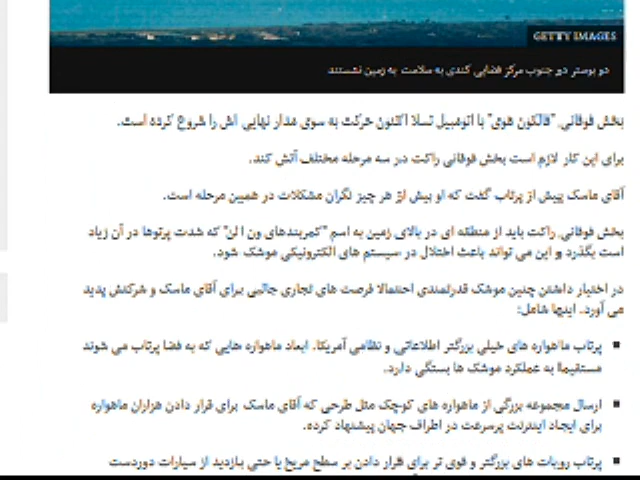 GETTY IMAGES
دو بوستر در جنوب مرکز فضایی کندی به سلامت به زمین نشستند
بخش فوقانی "فالکون هوی" با اتومبیل تسلا اکنون حرکت به سوی مدار نهایی اش را شروع کرده است.
برای این کار لازم است بخش فوقانی راکت در سه مرحله مختلف آتش کند.
آقای ماسک پیش از پرتاب گفت که او بیش از هر چیز نگران مشکلات در همین مرحله است.
بخش فوقانی راکت باید از منطقه ای در بالای زمین به اسم "کمربندهای ون الن" که شدت پرتوها در آن زیاد
است بگذرد و این می تواند باعث اختلال در سیستم های الکترونیکی موشک شود.
در اختیار داشتن چنین موشک قدرتمندی احتمالا فرصت های تجاری جالبی برای آقای ماسک و شرکتش پدید
می آورد. اینها شامل:
پرتاب ماهواره های خیلی بزرگتر اطلاعاتی و نظامی آمریکا. ابعاد ماهواره هایی که به فضا پرتاب می شوند
مستقیما به عملکرد موشک ها بستگی دارد.
ارسال مجموعه بزرگی از ماهواره های کوچک مثل طرحی که آقای ماسک برای قرار دادن هزاران ماهواره
برای ایجاد اینترنت پرسرعت در اطراف جهان پیشنهاد کرده.
پرتاب روبات های بزرگتر و قوی تر برای قرار دادن بر سطح مریخ یا حتی بازدید از سیارات دوردست